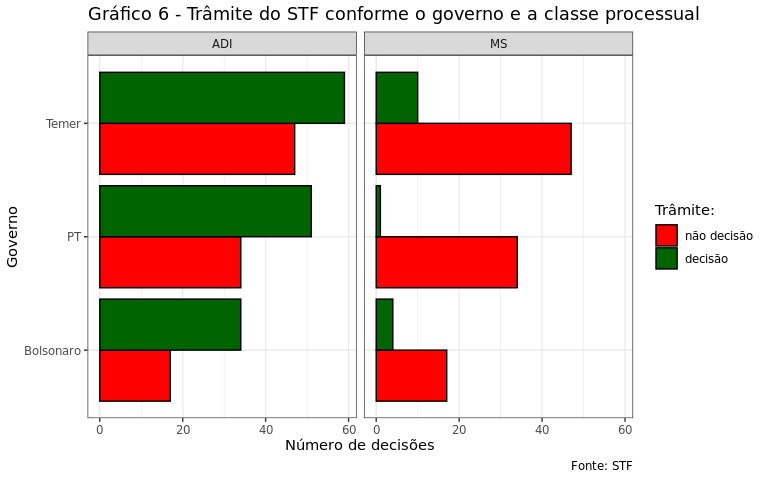 Gráfico 6 - Trâmite do STF conforme o governo e a classe processual
ADI
MS
Governo
Temer
PT
Bolsonaro
0 20 40 60
0 20 40 60
Número de decisões
Trâmite:
não decisão
decisão
Fonte: STF